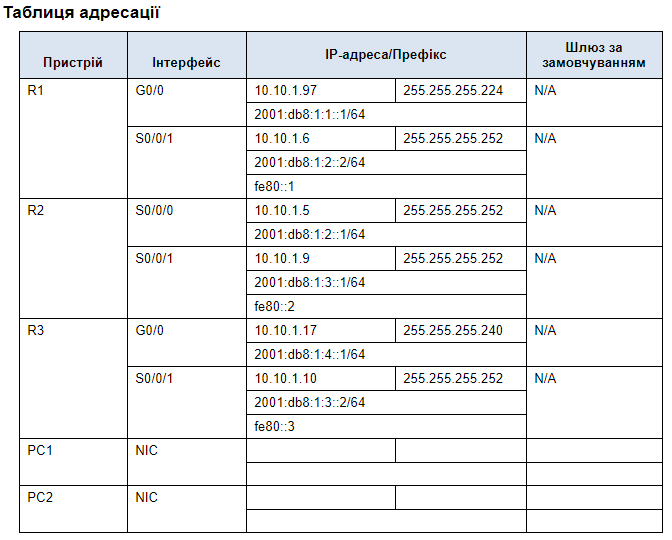 Таблиця адресації
Пристрій Інтерфейс IP-адреса/Префікс Шлюз за замовчуванням
R1 G0/0 10.10.1.97 255.255.255.224 N/A
2001:db8:1:1::1/64
S0/0/1 10.10.1.6 255.255.255.252 N/A
2001:db8:1:2::2/64
fe80::1
R2 S0/0/0 10.10.1.5 255.255.255.252 N/A
2001:db8:1:2::1/64
S0/0/1 10.10.1.9 255.255.255.252 N/A
2001:db8:1:3::1/64
fe80::2
R3 G0/0 10.10.1.17 255.255.255.240 N/A
2001:db8:1:4::1/64
S0/0/1 10.10.1.10 255.255.255.252 N/A
2001:db8:1:3::2/64
fe80::3
PC1 NIC
PC2 NIC